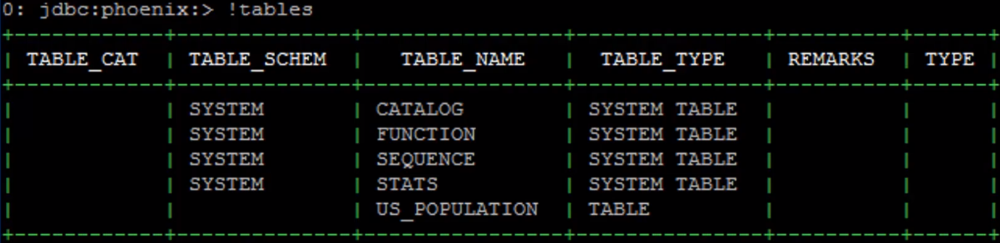 0: jdbc:phoenix:> !tables
+------------+--------------+----------------+---------------+----------+------+
| TABLE_CAT | TABLE_SCHEM | TABLE_NAME | TABLE_TYPE | REMARKS | TYPE |
+------------+--------------+----------------+---------------+----------+------+
| | SYSTEM | CATALOG | SYSTEM TABLE | | |
| | SYSTEM | FUNCTION | SYSTEM TABLE | | |
| | SYSTEM | SEQUENCE | SYSTEM TABLE | | |
| | SYSTEM | STATS | SYSTEM TABLE | | |
| | | US_POPULATION | TABLE | | |
+------------+--------------+----------------+---------------+----------+------+